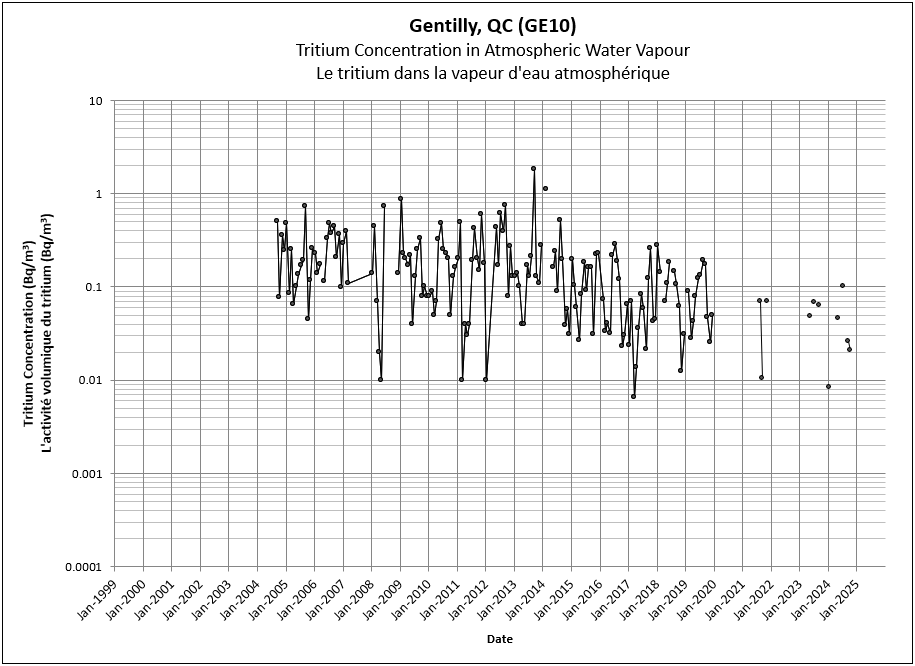 Gentilly, QC (GE10)
Tritium Concentration in Atmospheric Water Vapour
Le tritium dans la vapeur d'eau atmosphérique
Tritium Concentration (Bq/m³)
L'activité volumique du tritium (Bq/m³)
10
1
0.1
0.01
0.001
0.0001
Jan-1999
Jan-2000
Jan-2001
Jan-2002
Jan-2003
Jan-2004
Jan-2005
Jan-2006
Jan-2007
Jan-2008
Jan-2009
Jan-2010
Jan-2011
Jan-2012
Jan-2013
Jan-2014
Jan-2015
Jan-2016
Jan-2017
Jan-2018
Jan-2019
Jan-2020
Jan-2021
Jan-2022
Jan-2023
Jan-2024
Jan-2025
Date